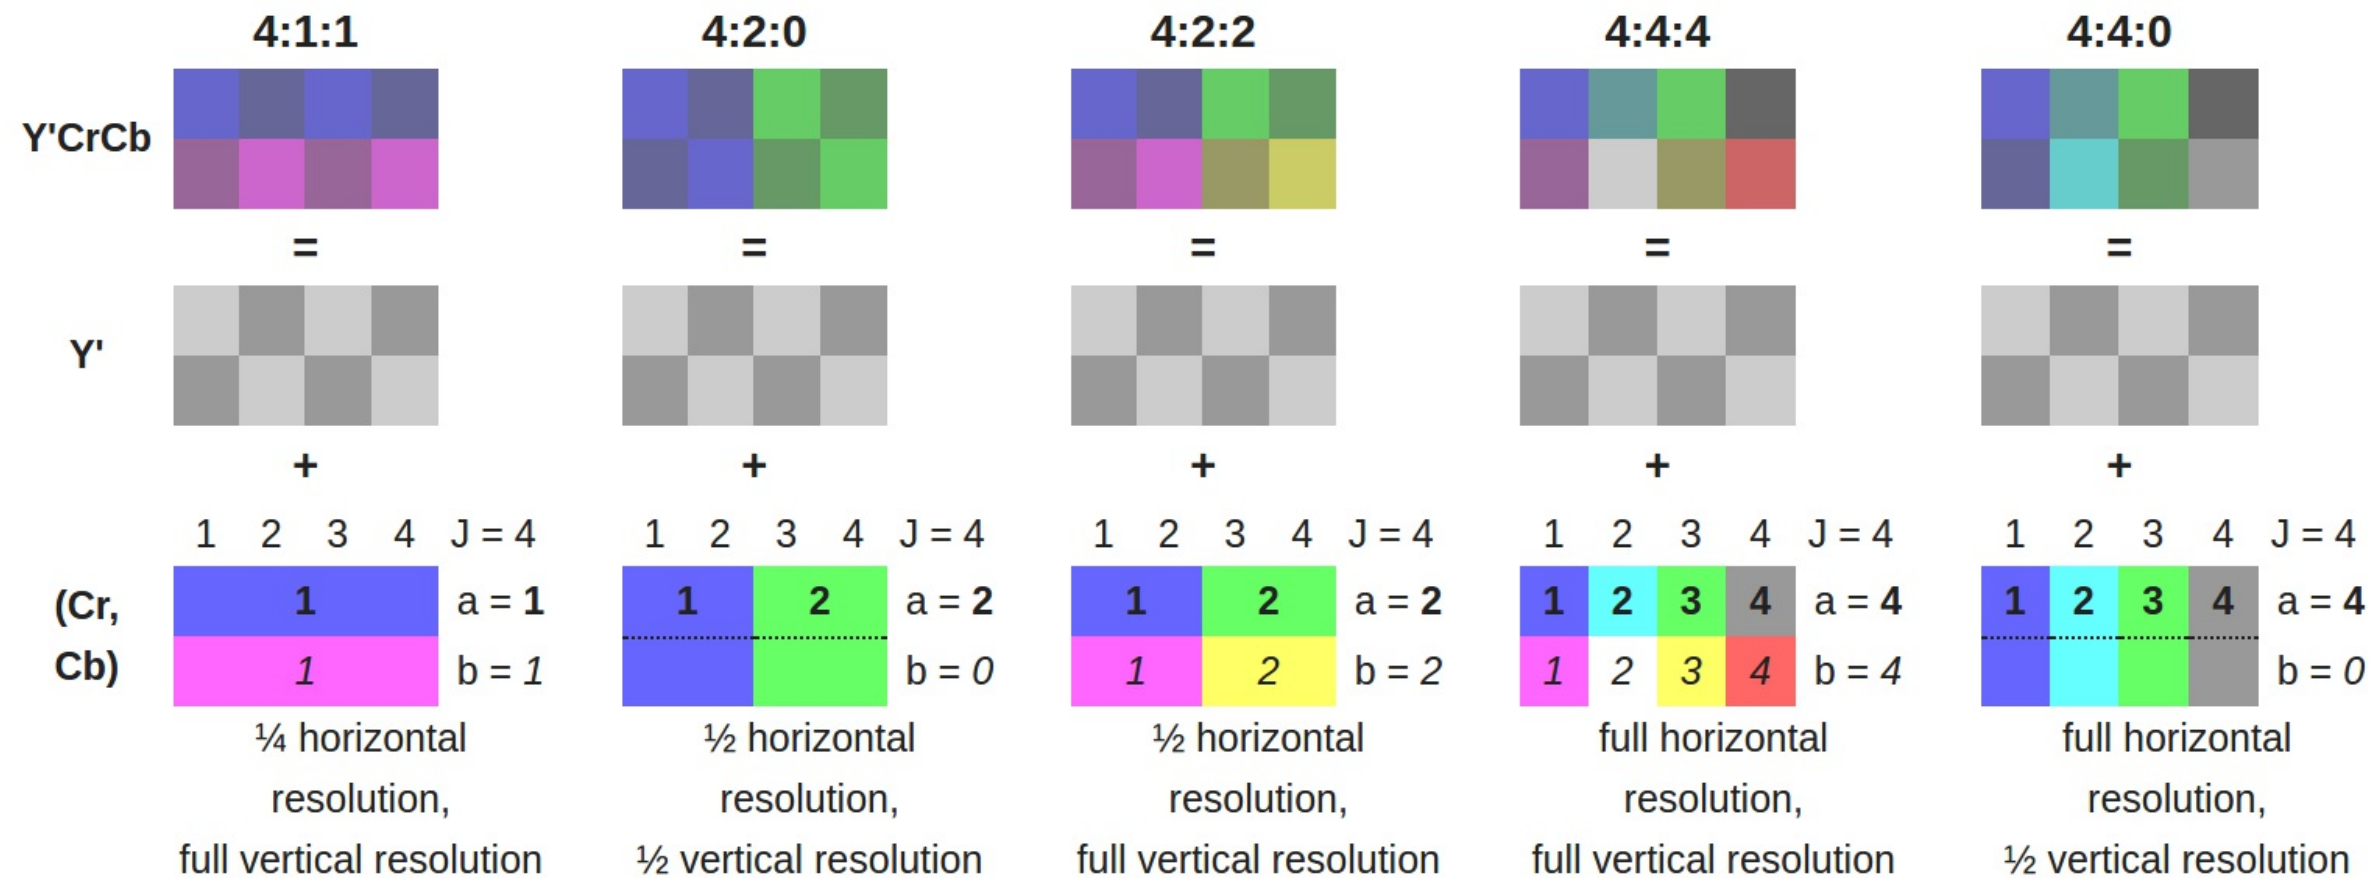 4:1:1 4:2:0 4:2:2 4:4:4 4:4:0
Y'CrCb
= = = = =
Y'
+ + + + +
1 2 3 4 J = 4 1 2 3 4 J = 4 1 2 3 4 J = 4 1 2 3 4 J = 4 1 2 3 4 J = 4
(Cr, 1 a = 1 1 2 a = 2 1 2 a = 2 1 2 3 4 a = 4 1 2 3 4 a = 4
Cb) 1 b = 1 b = 0 1 2 b = 2 1 2 3 4 b = 4 b = 0
¼ horizontal ½ horizontal ½ horizontal full horizontal full horizontal
resolution, resolution, resolution, resolution, resolution,
full vertical resolution ½ vertical resolution full vertical resolution full vertical resolution ½ vertical resolution